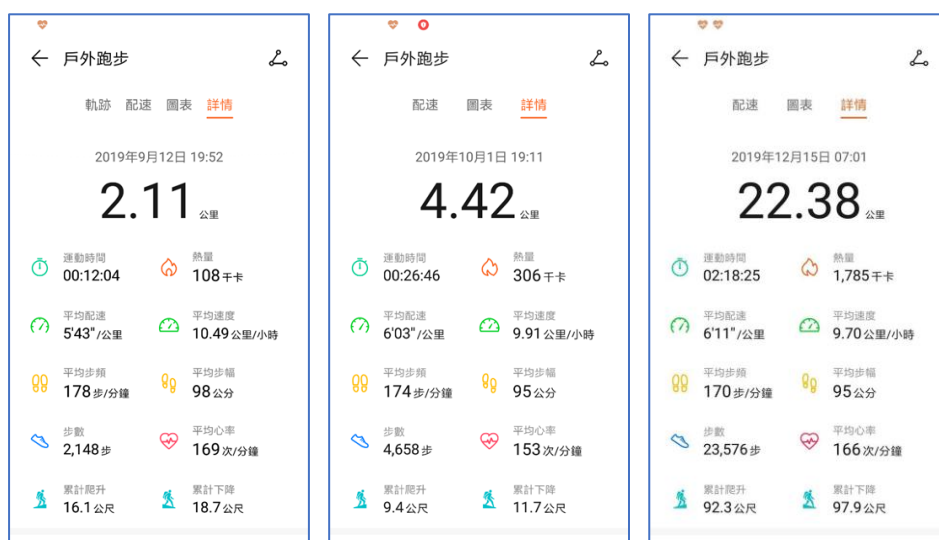 戶外跑步
軌跡 配速 圖表 詳情
2019年9月12日 19:52
2.11 公里
運動時間 熱量
00:12:04 108 千卡
平均配速 平均速度
5'43"/公里 10.49 公里/小時
平均步頻 平均步幅
178 步/分鐘 98 公分
步數 平均心率
2,148 步 169 次/分鐘
累計爬升 累計下降
16.1 公尺 18.7 公尺
戶外跑步
配速 圖表 詳情
2019年10月1日 19:11
4.42 公里
運動時間 熱量
00:26:46 306 千卡
平均配速 平均速度
6'03"/公里 9.91 公里/小時
平均步頻 平均步幅
174 步/分鐘 95 公分
步數 平均心率
4,658 步 153 次/分鐘
累計爬升 累計下降
9.4 公尺 11.7 公尺
戶外跑步
配速 圖表 詳情
2019年12月15日 07:01
22.38 公里
運動時間 熱量
02:18:25 1,785 千卡
平均配速 平均速度
6'11"/公里 9.70 公里/小時
平均步頻 平均步幅
170 步/分鐘 95 公分
步數 平均心率
23,576 步 166 次/分鐘
累計爬升 累計下降
92.3 公尺 97.9 公尺